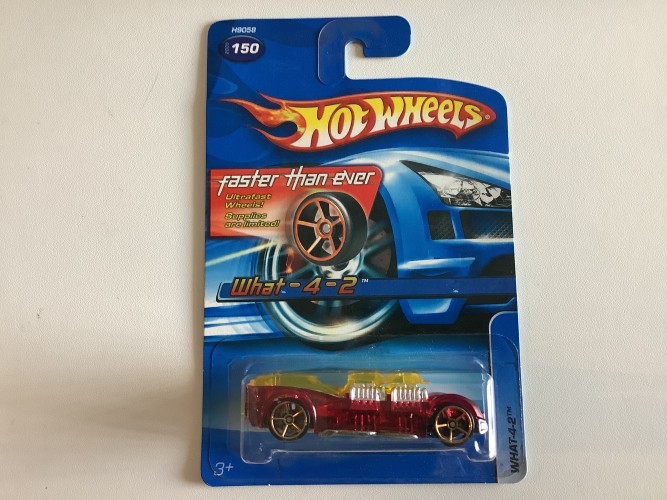 H9058
2005 150
HOT WHEELS
faster than ever
Ultrafast
Wheels!
Supplies
are limited!
What-4-2™
WHAT-4-2™
3+